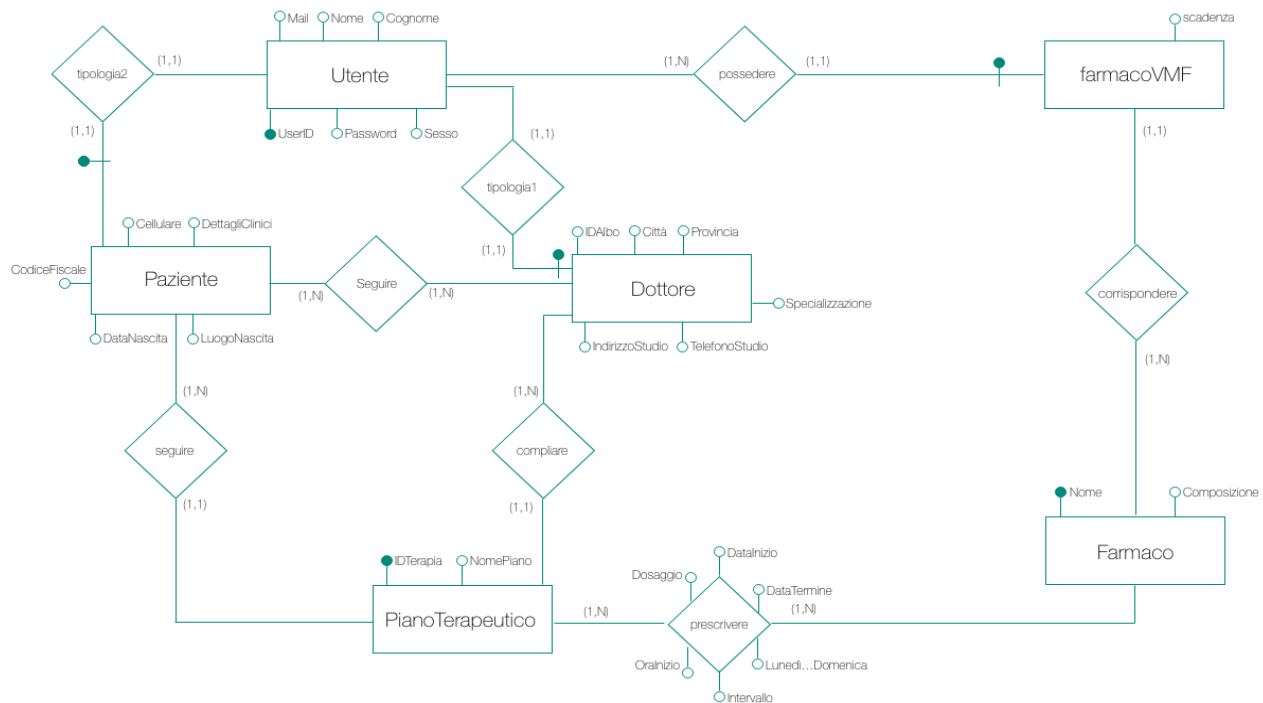 Mail
Nome
Cognome
scadenza
tipologia2
(1,1)
Utente
(1,N)
possedere
(1,1)
farmacoVMF
(1,1)
UserID
Password
Sesso
(1,1)
(1,1)
tipologia1
Cellulare
DettagliClinici
IDAlbo
Città
Provincia
(1,1)
CodiceFiscale
Paziente
(1,N)
Seguire
(1,N)
Dottore
Specializzazione
corrispondere
DataNascita
LuogoNascita
IndirizzoStudio
TelefonoStudio
(1,N)
(1,N)
(1,N)
seguire
compliare
(1,1)
(1,1)
Nome
Composizione
Farmaco
IDTerapia
NomePiano
DataInizio
Dosaggio
DataTermine
PianoTerapeutico
(1,N)
prescrivere
(1,N)
OraInizio
Lunedì...Domenica
Intervallo